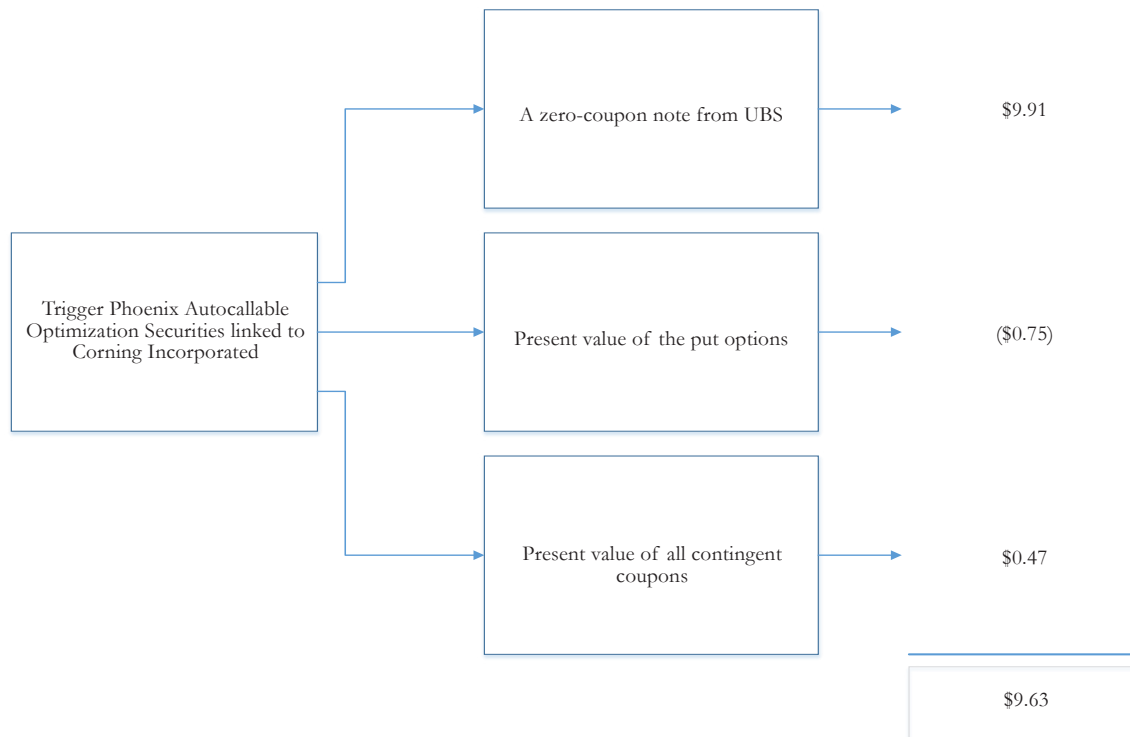 A zero-coupon note from UBS
$9.91
Trigger Phoenix Autocallable
Optimization Securities linked to
Corning Incorporated
Present value of the put options
($0.75)
Present value of all contingent
coupons
$0.47
$9.63